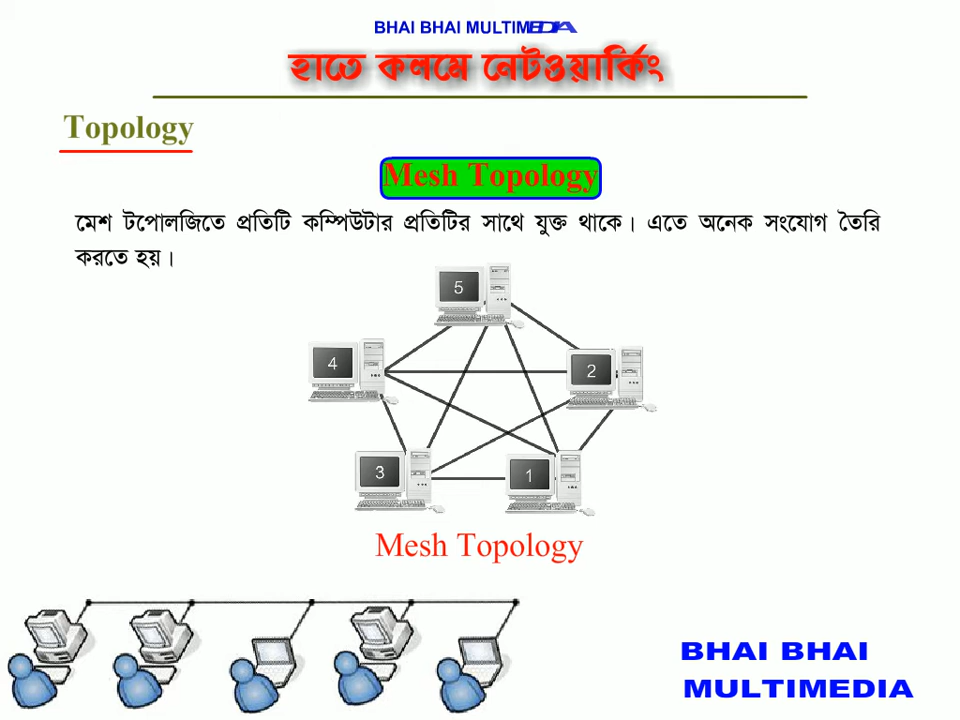 BHAI BHAI MULTIMEDIA
হাতে কলমে নেটওয়ার্কিং
Topology
Mesh Topology
মেশ টপোলজিতে প্রতিটি কম্পিউটার প্রতিটির সাথে যুক্ত থাকে। এতে অনেক সংযোগ তৈরি
করতে হয়।
5
4
2
3
1
Mesh Topology
BHAI BHAI
MULTIMEDIA